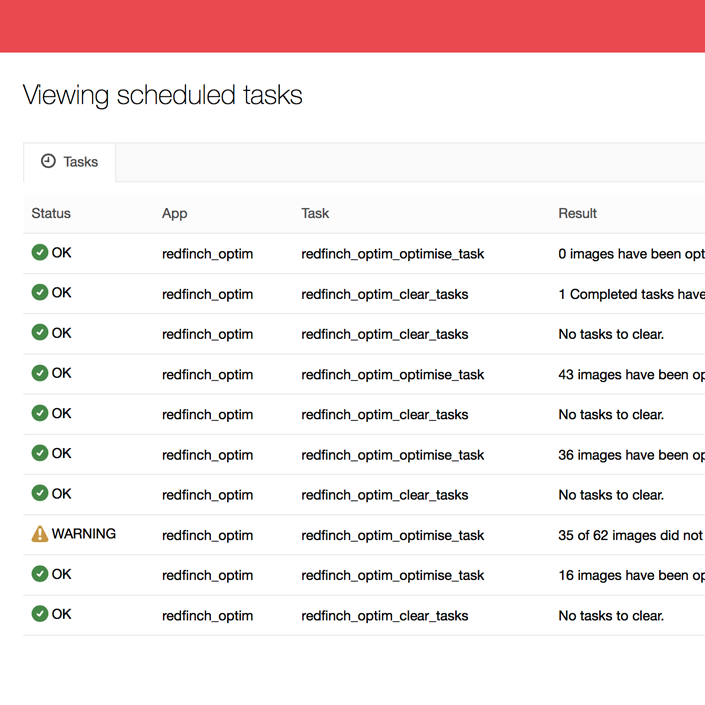 Viewing scheduled tasks
Tasks
Status App Task Result
OK redfinch_optim redfinch_optim_optimise_task 0 images have been opt
OK redfinch_optim redfinch_optim_clear_tasks 1 Completed tasks have
OK redfinch_optim redfinch_optim_clear_tasks No tasks to clear.
OK redfinch_optim redfinch_optim_optimise_task 43 images have been op
OK redfinch_optim redfinch_optim_clear_tasks No tasks to clear.
OK redfinch_optim redfinch_optim_optimise_task 36 images have been op
OK redfinch_optim redfinch_optim_clear_tasks No tasks to clear.
WARNING redfinch_optim redfinch_optim_optimise_task 35 of 62 images did not
OK redfinch_optim redfinch_optim_optimise_task 16 images have been op
OK redfinch_optim redfinch_optim_clear_tasks No tasks to clear.